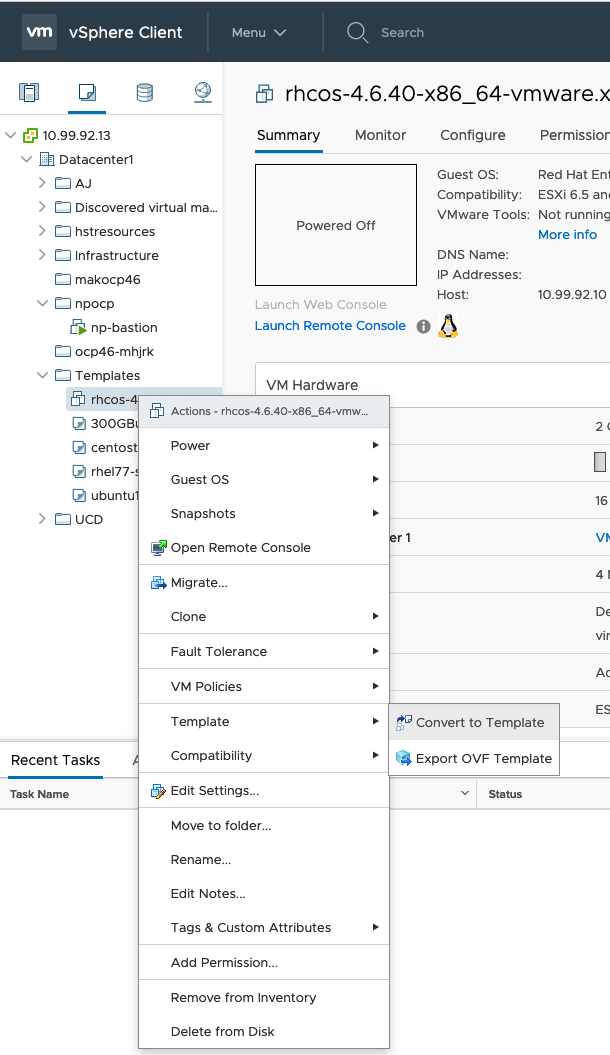 vm vSphere Client Menu Search
rhcos-4.6.40-x86_64-vmware.x
Summary Monitor Configure Permission
Powered Off
Guest OS: Red Hat Ent
Compatibility: ESXi 6.5 and
VMware Tools: Not running
More info
DNS Name:
IP Addresses:
Host: 10.99.92.10
Launch Web Console
Launch Remote Console
VM Hardware
10.99.92.13
Datacenter1
AJ
Discovered virtual ma...
hstresources
Infrastructure
makocp46
npocp
np-bastion
ocp46-mhjrk
Templates
rhcos-4
300GBu
centost
rhel77-s
ubuntu1
UCD
Actions - rhcos-4.6.40-x86_64-vmw...
Power
Guest OS
Snapshots
Open Remote Console
Migrate...
Clone
Fault Tolerance
VM Policies
Template
Compatibility
Edit Settings...
Move to folder...
Rename...
Edit Notes...
Tags & Custom Attributes
Add Permission...
Remove from Inventory
Delete from Disk
Convert to Template
Export OVF Template
2
16
er 1 VM
4
De
vir
Ad
ES
Recent Tasks
Task Name Status